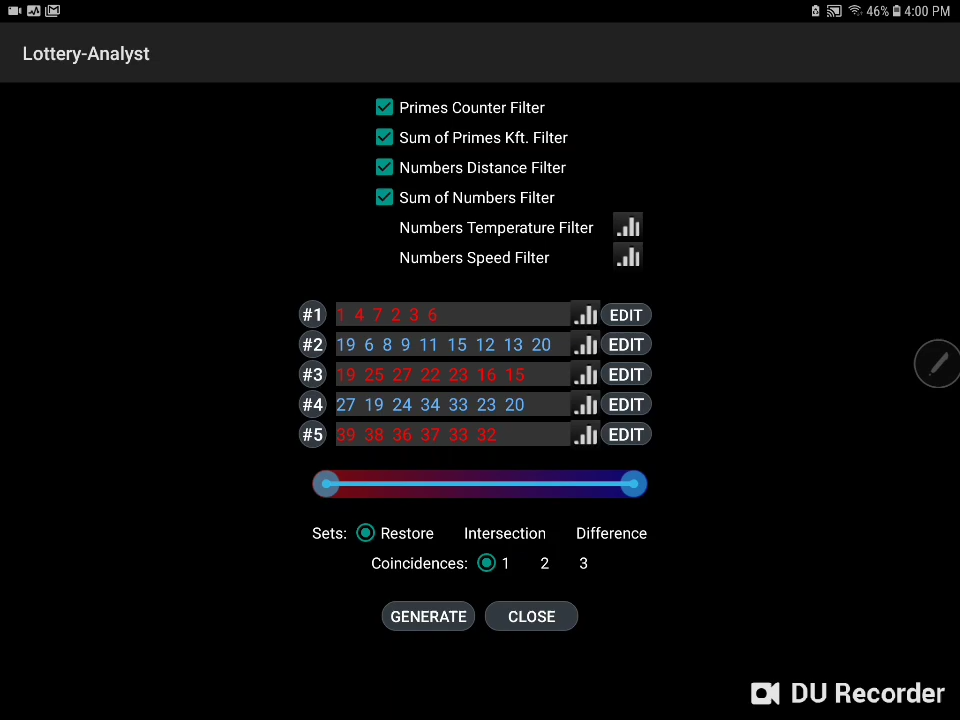 46% 4:00 PM
Lottery-Analyst
Primes Counter Filter
Sum of Primes Kft. Filter
Numbers Distance Filter
Sum of Numbers Filter
Numbers Temperature Filter
Numbers Speed Filter
#1 1 4 7 2 3 6 EDIT
#2 19 6 8 9 11 15 12 13 20 EDIT
#3 19 25 27 22 23 16 15 EDIT
#4 27 19 24 34 33 23 20 EDIT
#5 39 38 36 37 33 32 EDIT
Sets: Restore Intersection Difference
Coincidences: 1 2 3
GENERATE CLOSE
DU Recorder